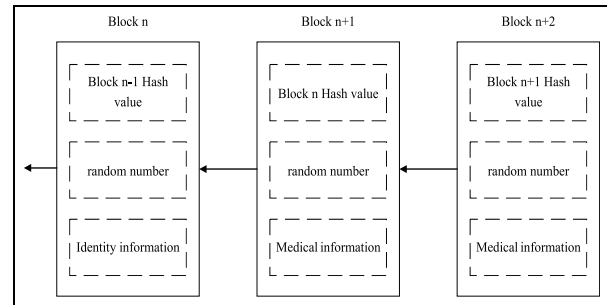 Block n
Block n+1
Block n+2
Block n-1 Hash
value
Block n Hash value
Block n+1 Hash
value
random number
random number
random number
Identity information
Medical information
Medical information